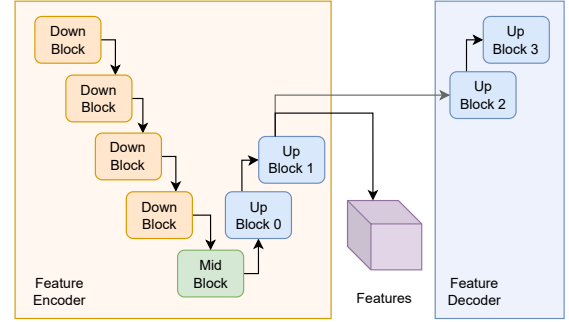 Down
Block
Down
Block
Down
Block
Down
Block
Mid
Block
Up
Block 0
Up
Block 1
Feature
Encoder
Features
Up
Block 2
Up
Block 3
Feature
Decoder